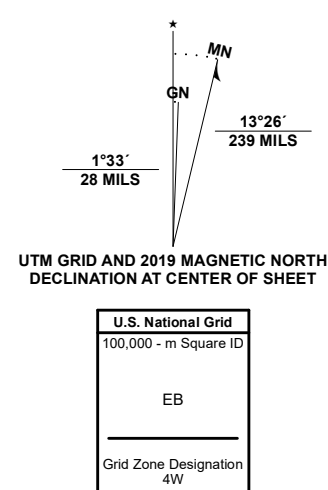 MN
GN
13°26´
239 MILS
1°33´
28 MILS
UTM GRID AND 2019 MAGNETIC NORTH
DECLINATION AT CENTER OF SHEET
U.S. National Grid
100,000 - m Square ID
EB
Grid Zone Designation
4W